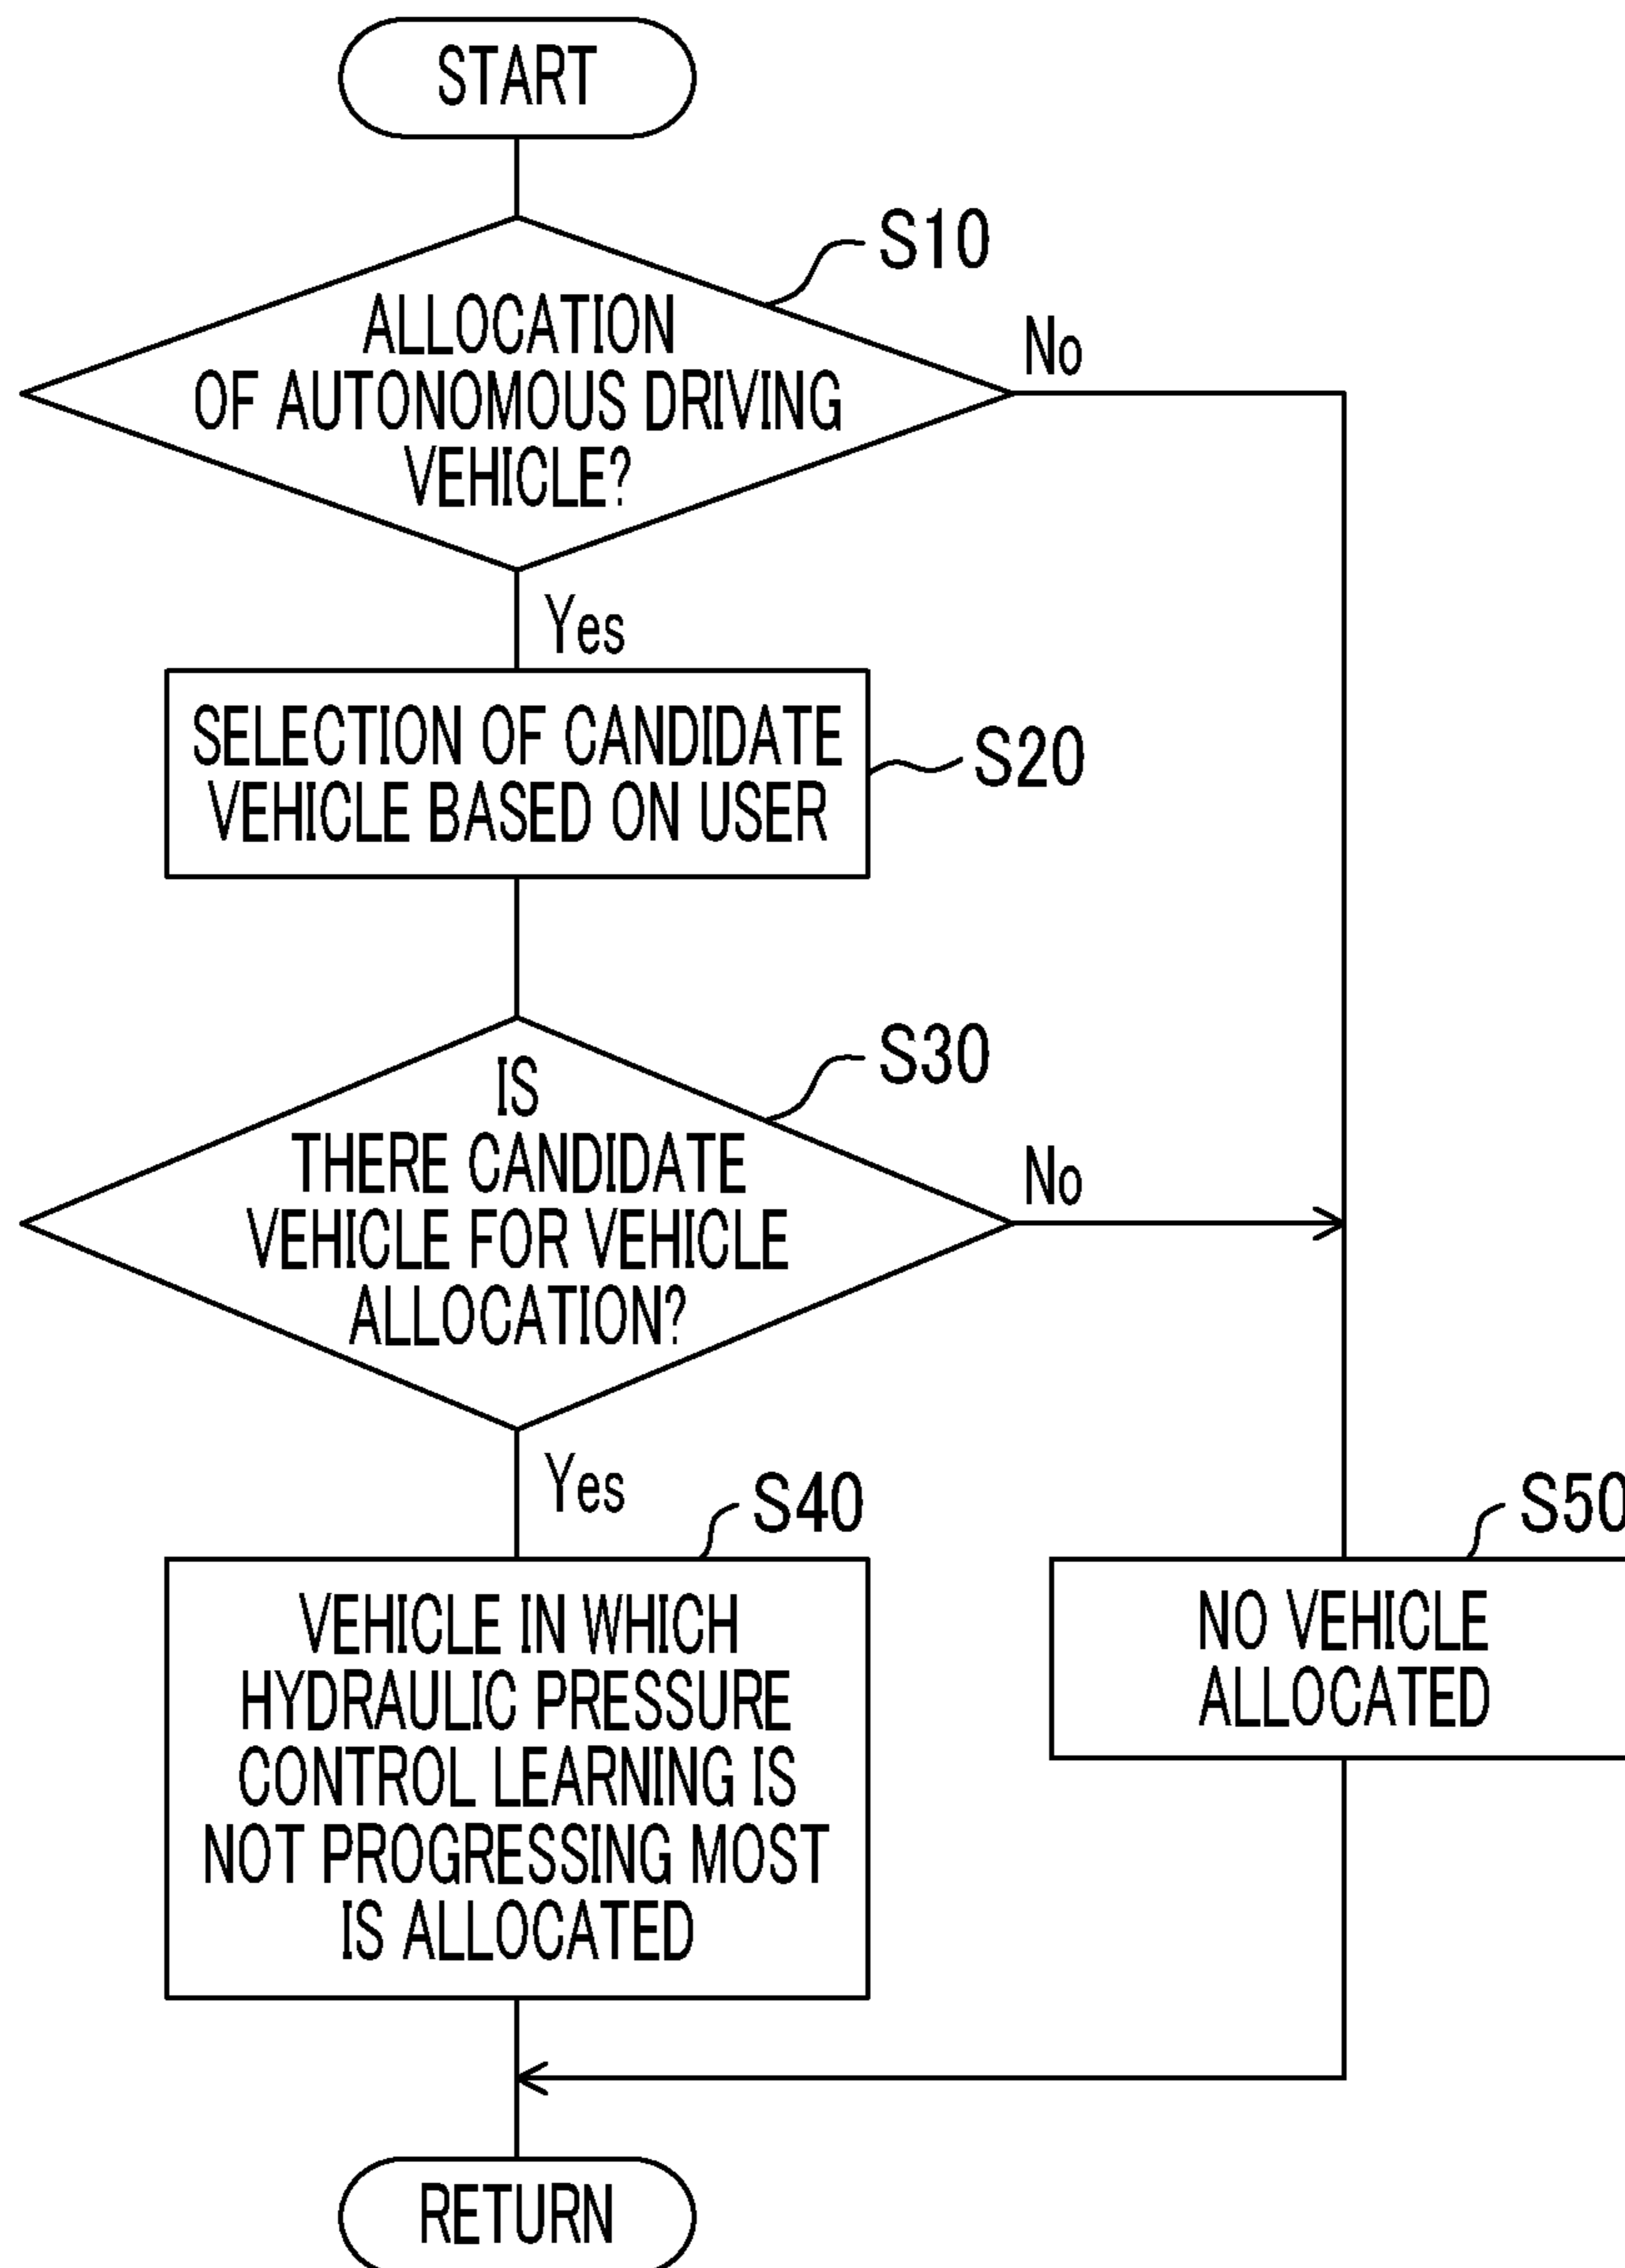 START
S10
ALLOCATION
OF AUTONOMOUS DRIVING
VEHICLE?
No
Yes
SELECTION OF CANDIDATE
VEHICLE BASED ON USER
S20
S30
IS
THERE CANDIDATE
VEHICLE FOR VEHICLE
ALLOCATION?
No
Yes
S40
VEHICLE IN WHICH
HYDRAULIC PRESSURE
CONTROL LEARNING IS
NOT PROGRESSING MOST
IS ALLOCATED
S50
NO VEHICLE
ALLOCATED
RETURN